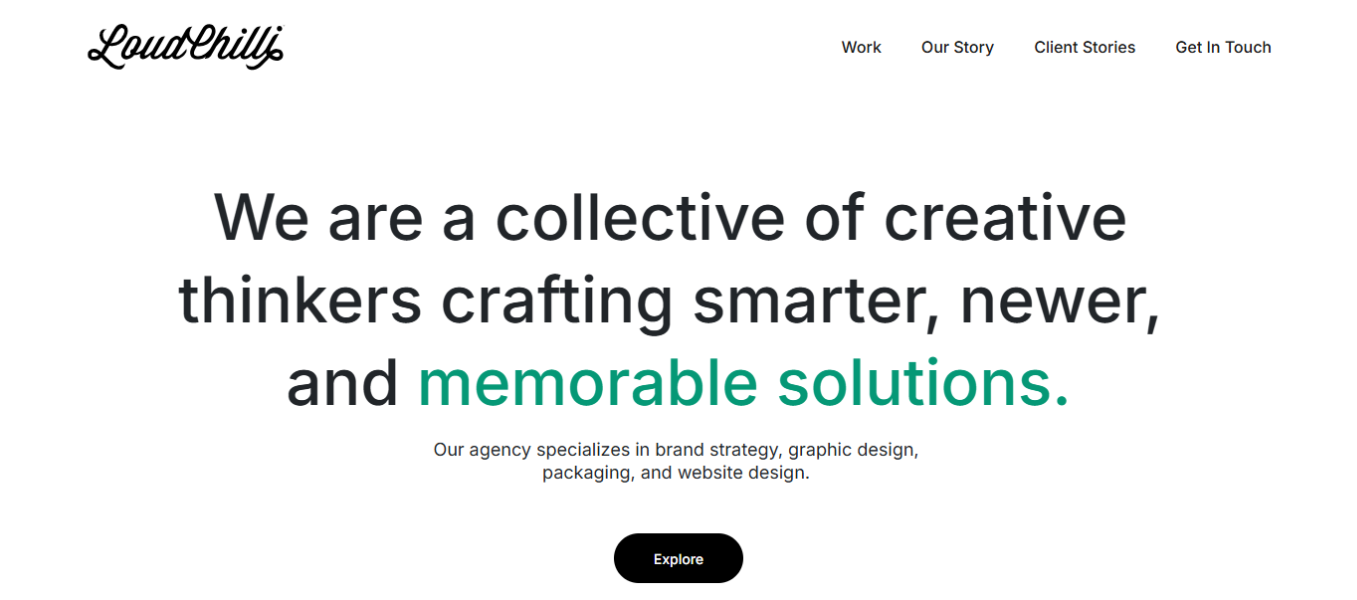 LoudChilli
Work
Our Story
Client Stories
Get In Touch
We are a collective of creative
thinkers crafting smarter, newer,
and memorable solutions.
Our agency specializes in brand strategy, graphic design,
packaging, and website design.
Explore